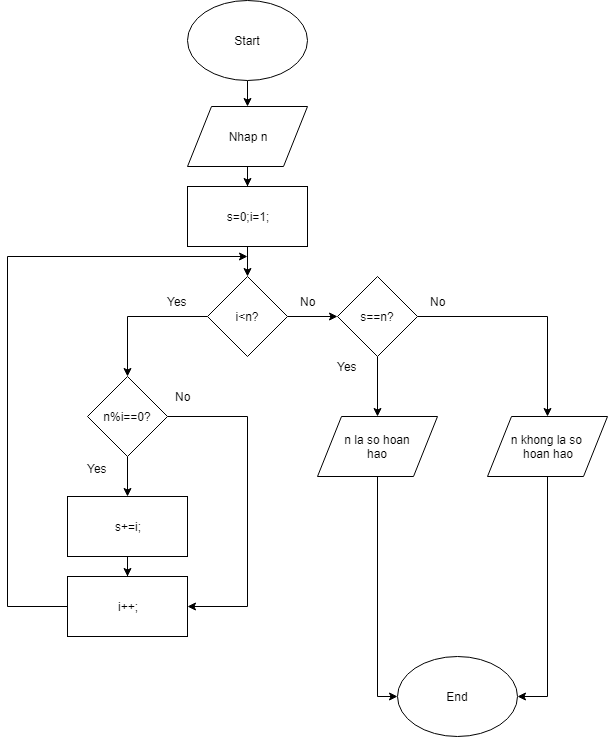 Start
Nhap n
s=0;i=1;
Yes
i<n?
No
s==n?
No
Yes
n%i==0?
No
Yes
n la so hoan
hao
n khong la so
hoan hao
s+=i;
i++;
End